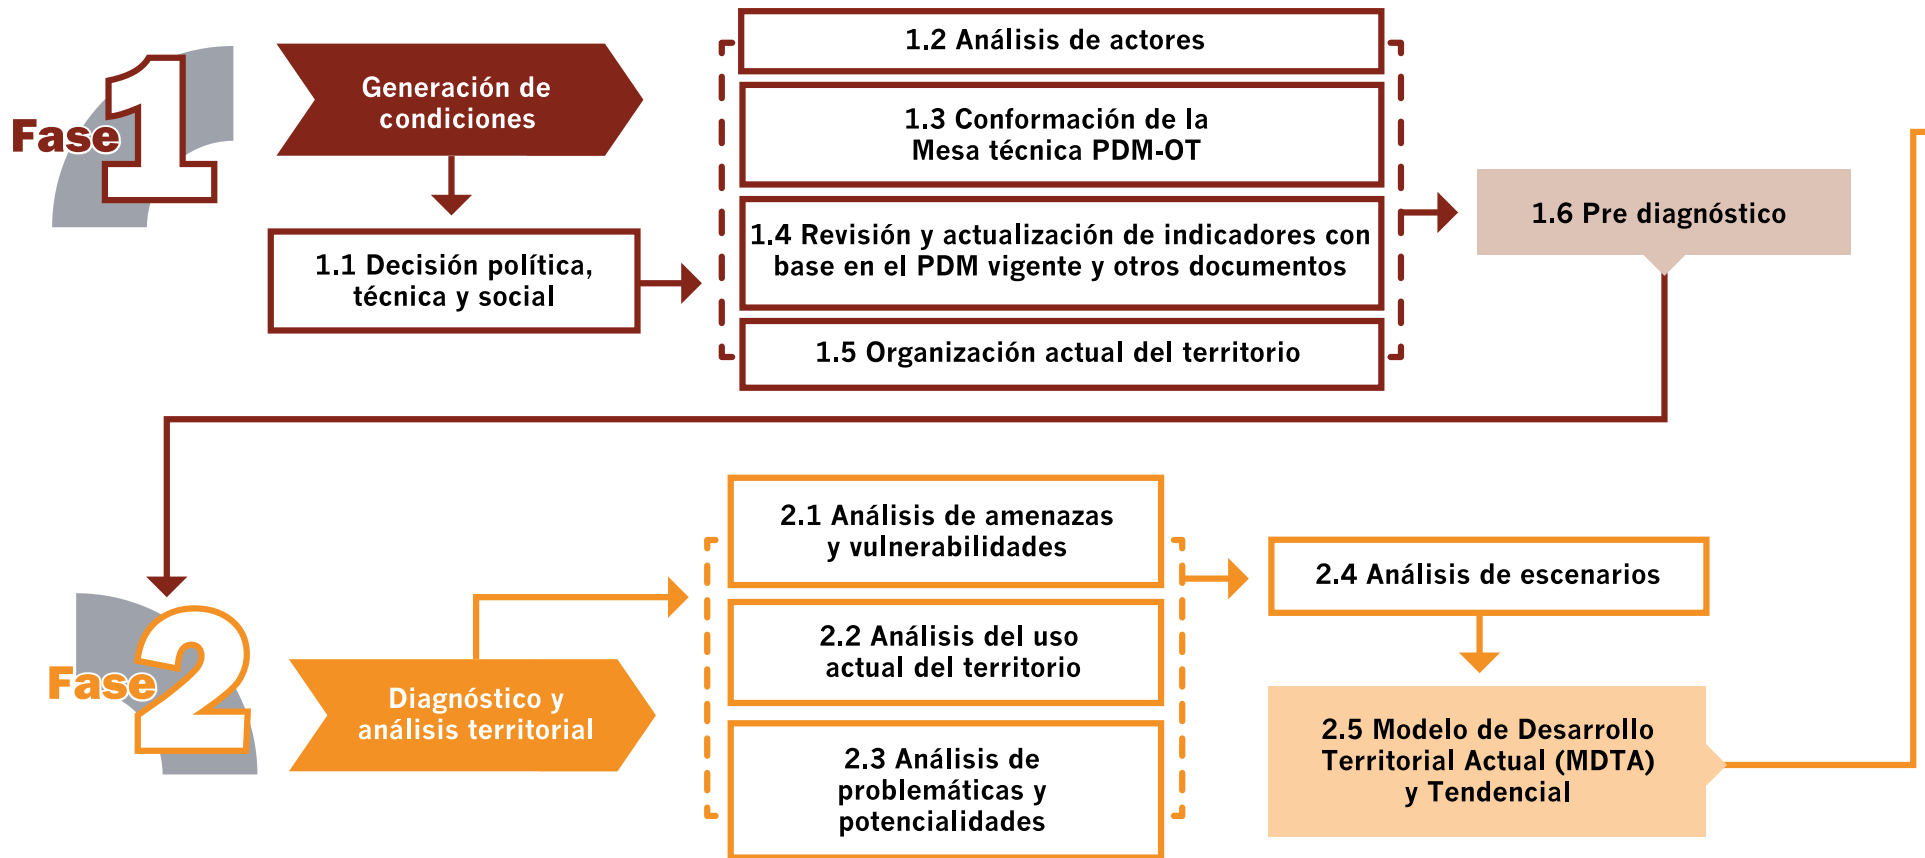 Fase 1
Generación de
condiciones
1.1 Decisión política,
técnica y social
1.2 Análisis de actores
1.3 Conformación de la
Mesa técnica PDM-OT
1.4 Revisión y actualización de indicadores con
base en el PDM vigente y otros documentos
1.5 Organización actual del territorio
1.6 Pre diagnóstico
Fase 2
Diagnóstico y
análisis territorial
2.1 Análisis de amenazas
y vulnerabilidades
2.2 Análisis del uso
actual del territorio
2.3 Análisis de
problemáticas y
potencialidades
2.4 Análisis de escenarios
2.5 Modelo de Desarrollo
Territorial Actual (MDTA)
y Tendencial